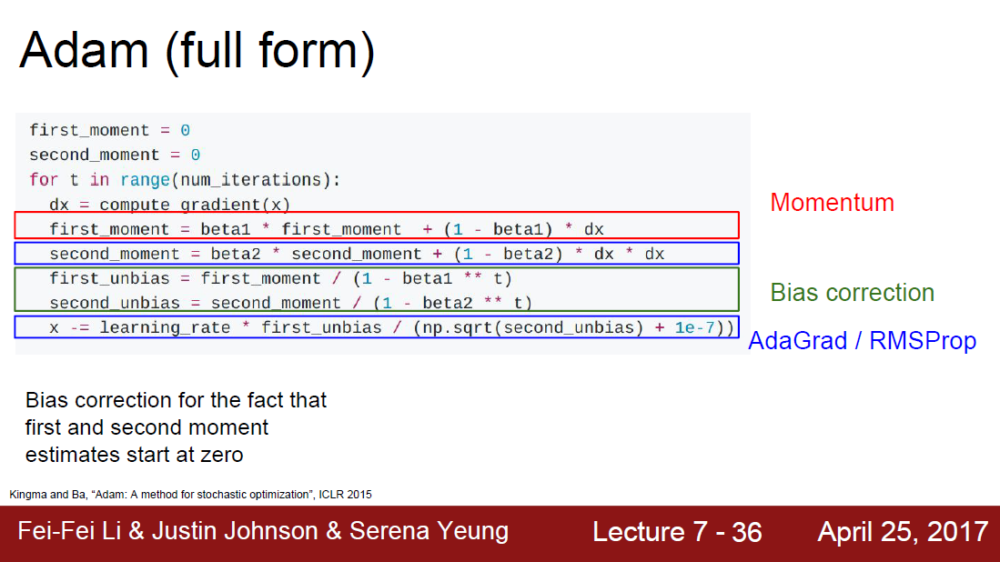 Adam (full form)
first_moment = 0
second_moment = 0
for t in range(num_iterations):
  dx = compute_gradient(x)
  first_moment = beta1 * first_moment  + (1 - beta1) * dx
  second_moment = beta2 * second_moment + (1 - beta2) * dx * dx
  first_unbias = first_moment / (1 - beta1 ** t)
  second_unbias = second_moment / (1 - beta2 ** t)
  x -= learning_rate * first_unbias / (np.sqrt(second_unbias) + 1e-7))
Momentum
Bias correction
AdaGrad / RMSProp
Bias correction for the fact that
first and second moment
estimates start at zero
Kingma and Ba, “Adam: A method for stochastic optimization”, ICLR 2015
Fei-Fei Li & Justin Johnson & Serena Yeung
Lecture 7 - 36
April 25, 2017